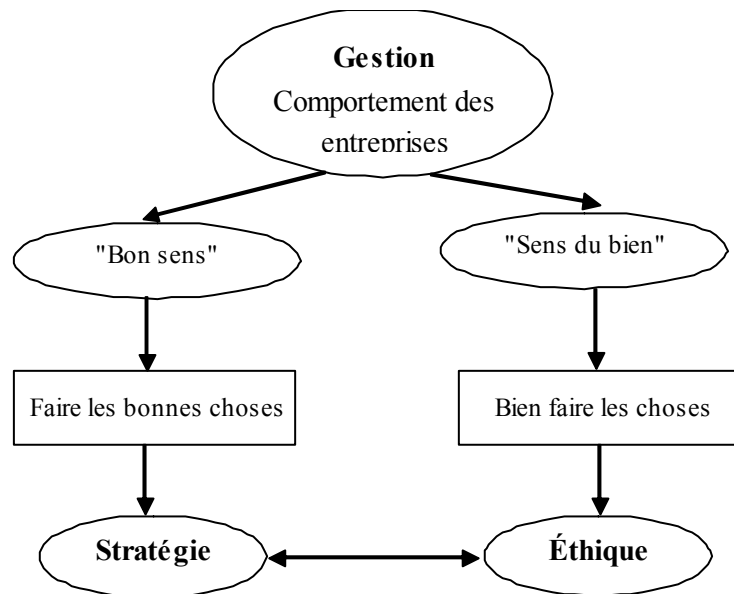 Gestion
Comportement des
entreprises
"Bon sens"
"Sens du bien"
Faire les bonnes choses
Bien faire les choses
Stratégie
Éthique